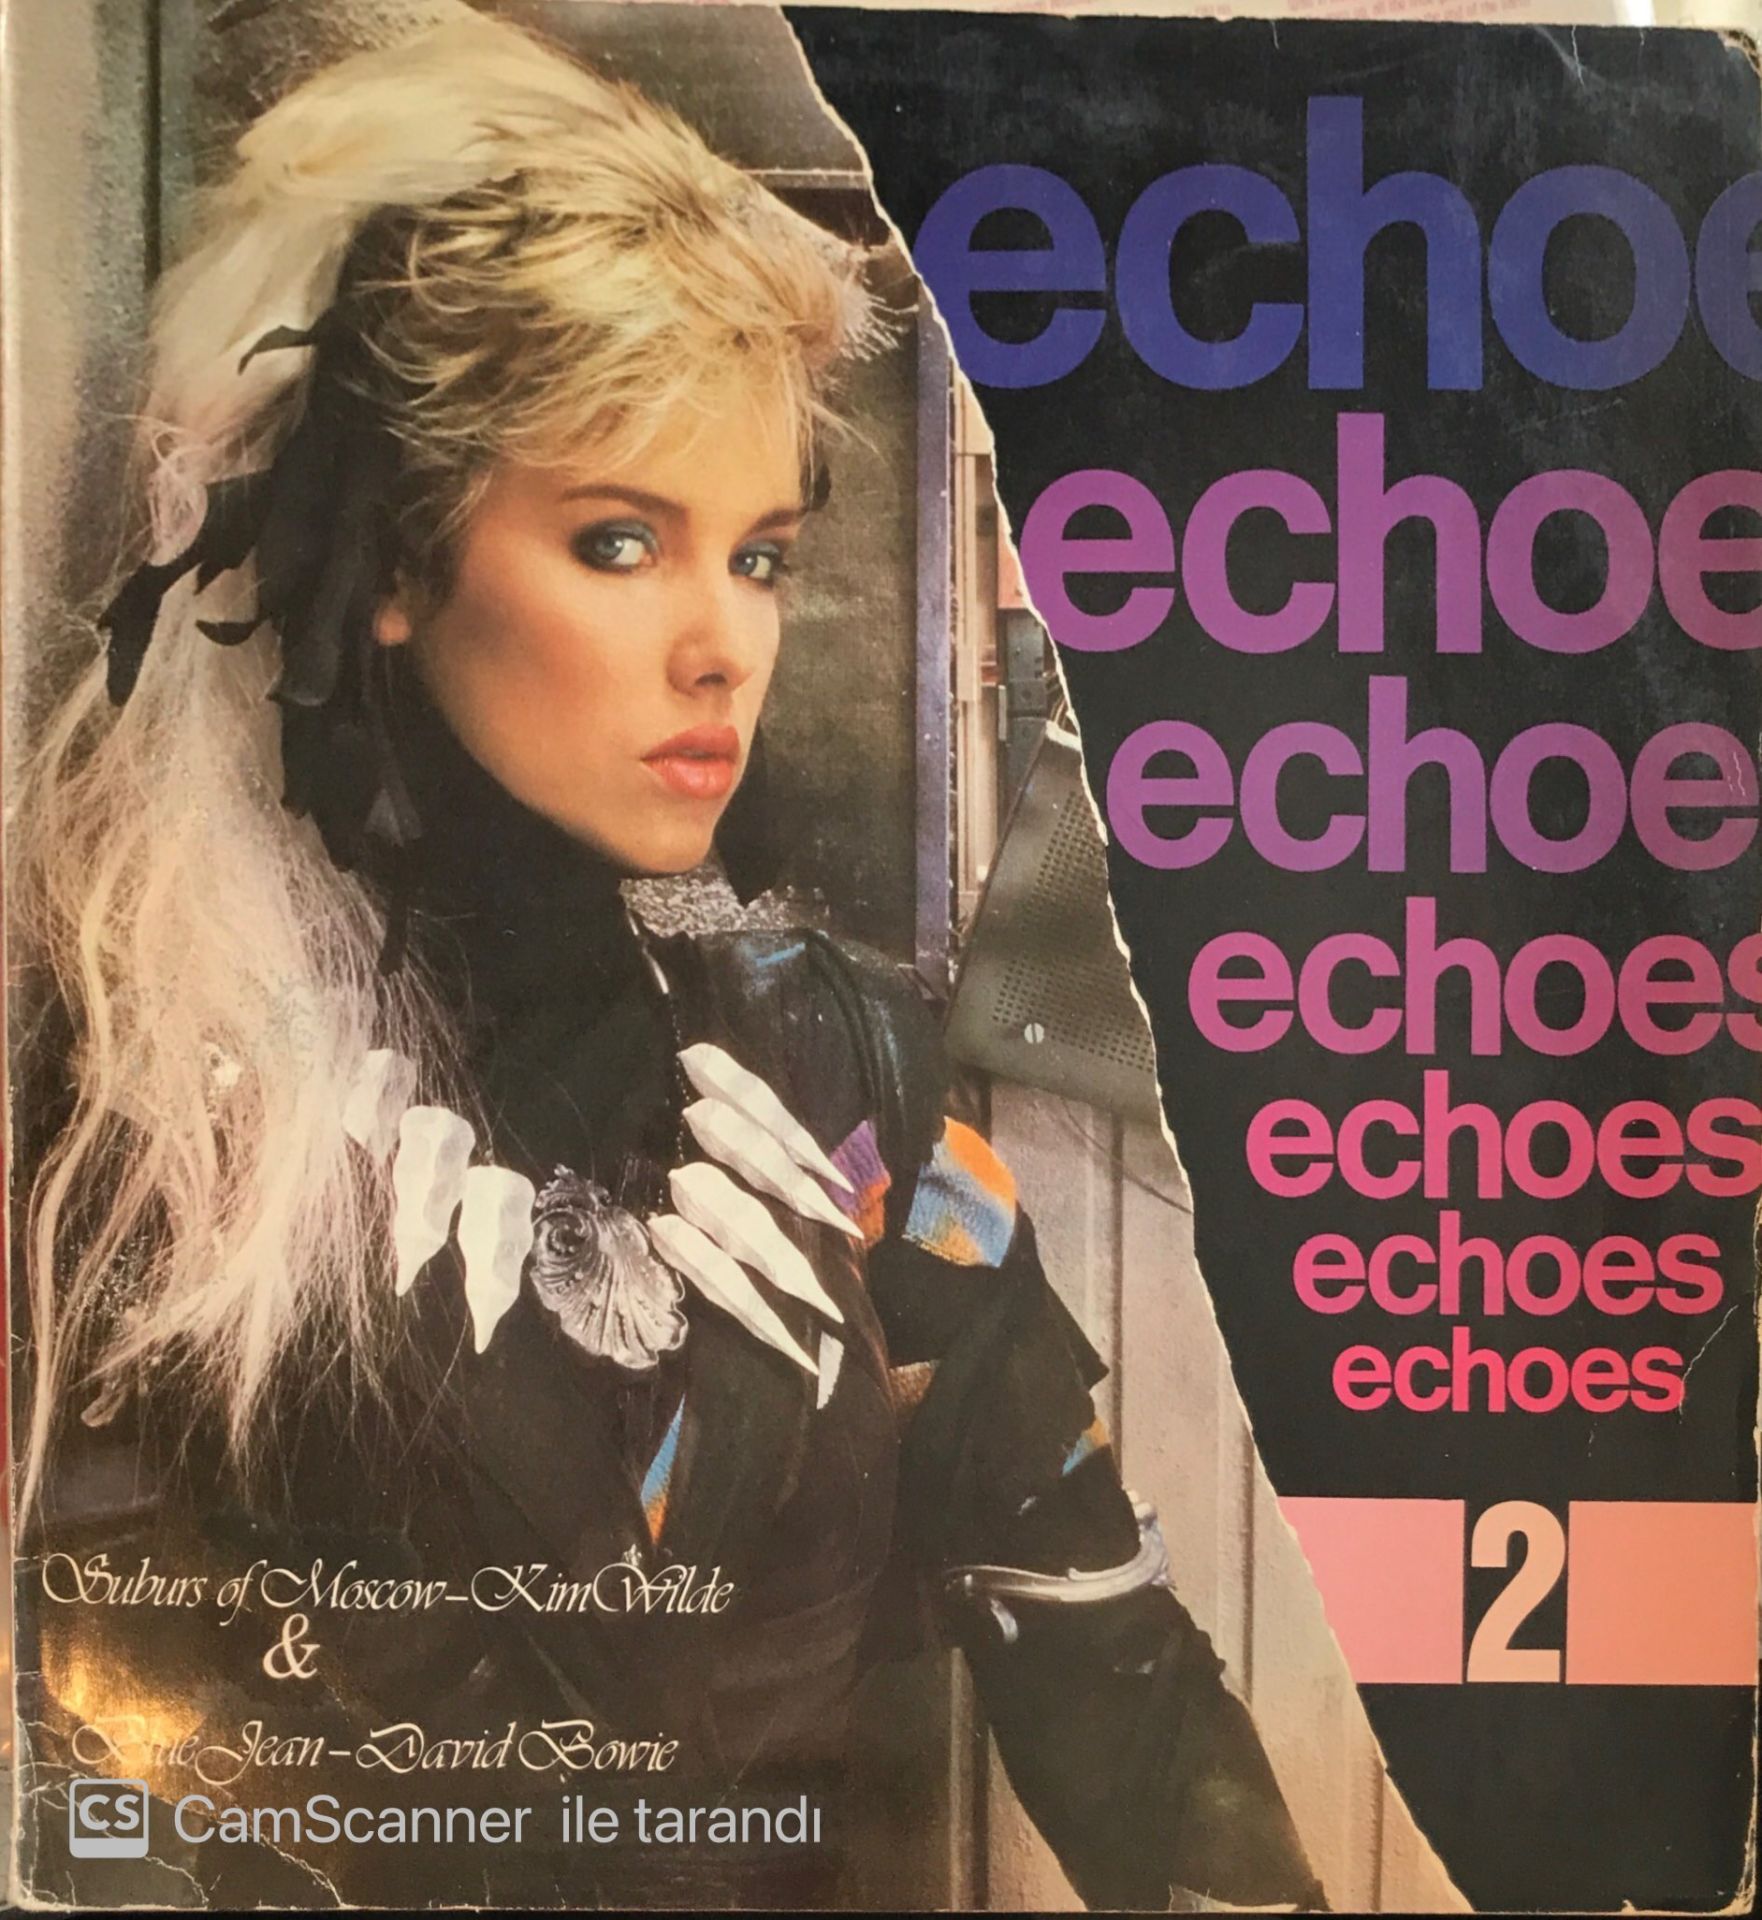 echoe
echoe
echoe
echoes
echoes
echoes
echoes
2
Suburs of Moscow-Kim Wilde
&
Blue Jean-David Bowie
CS CamScanner ile tarandı